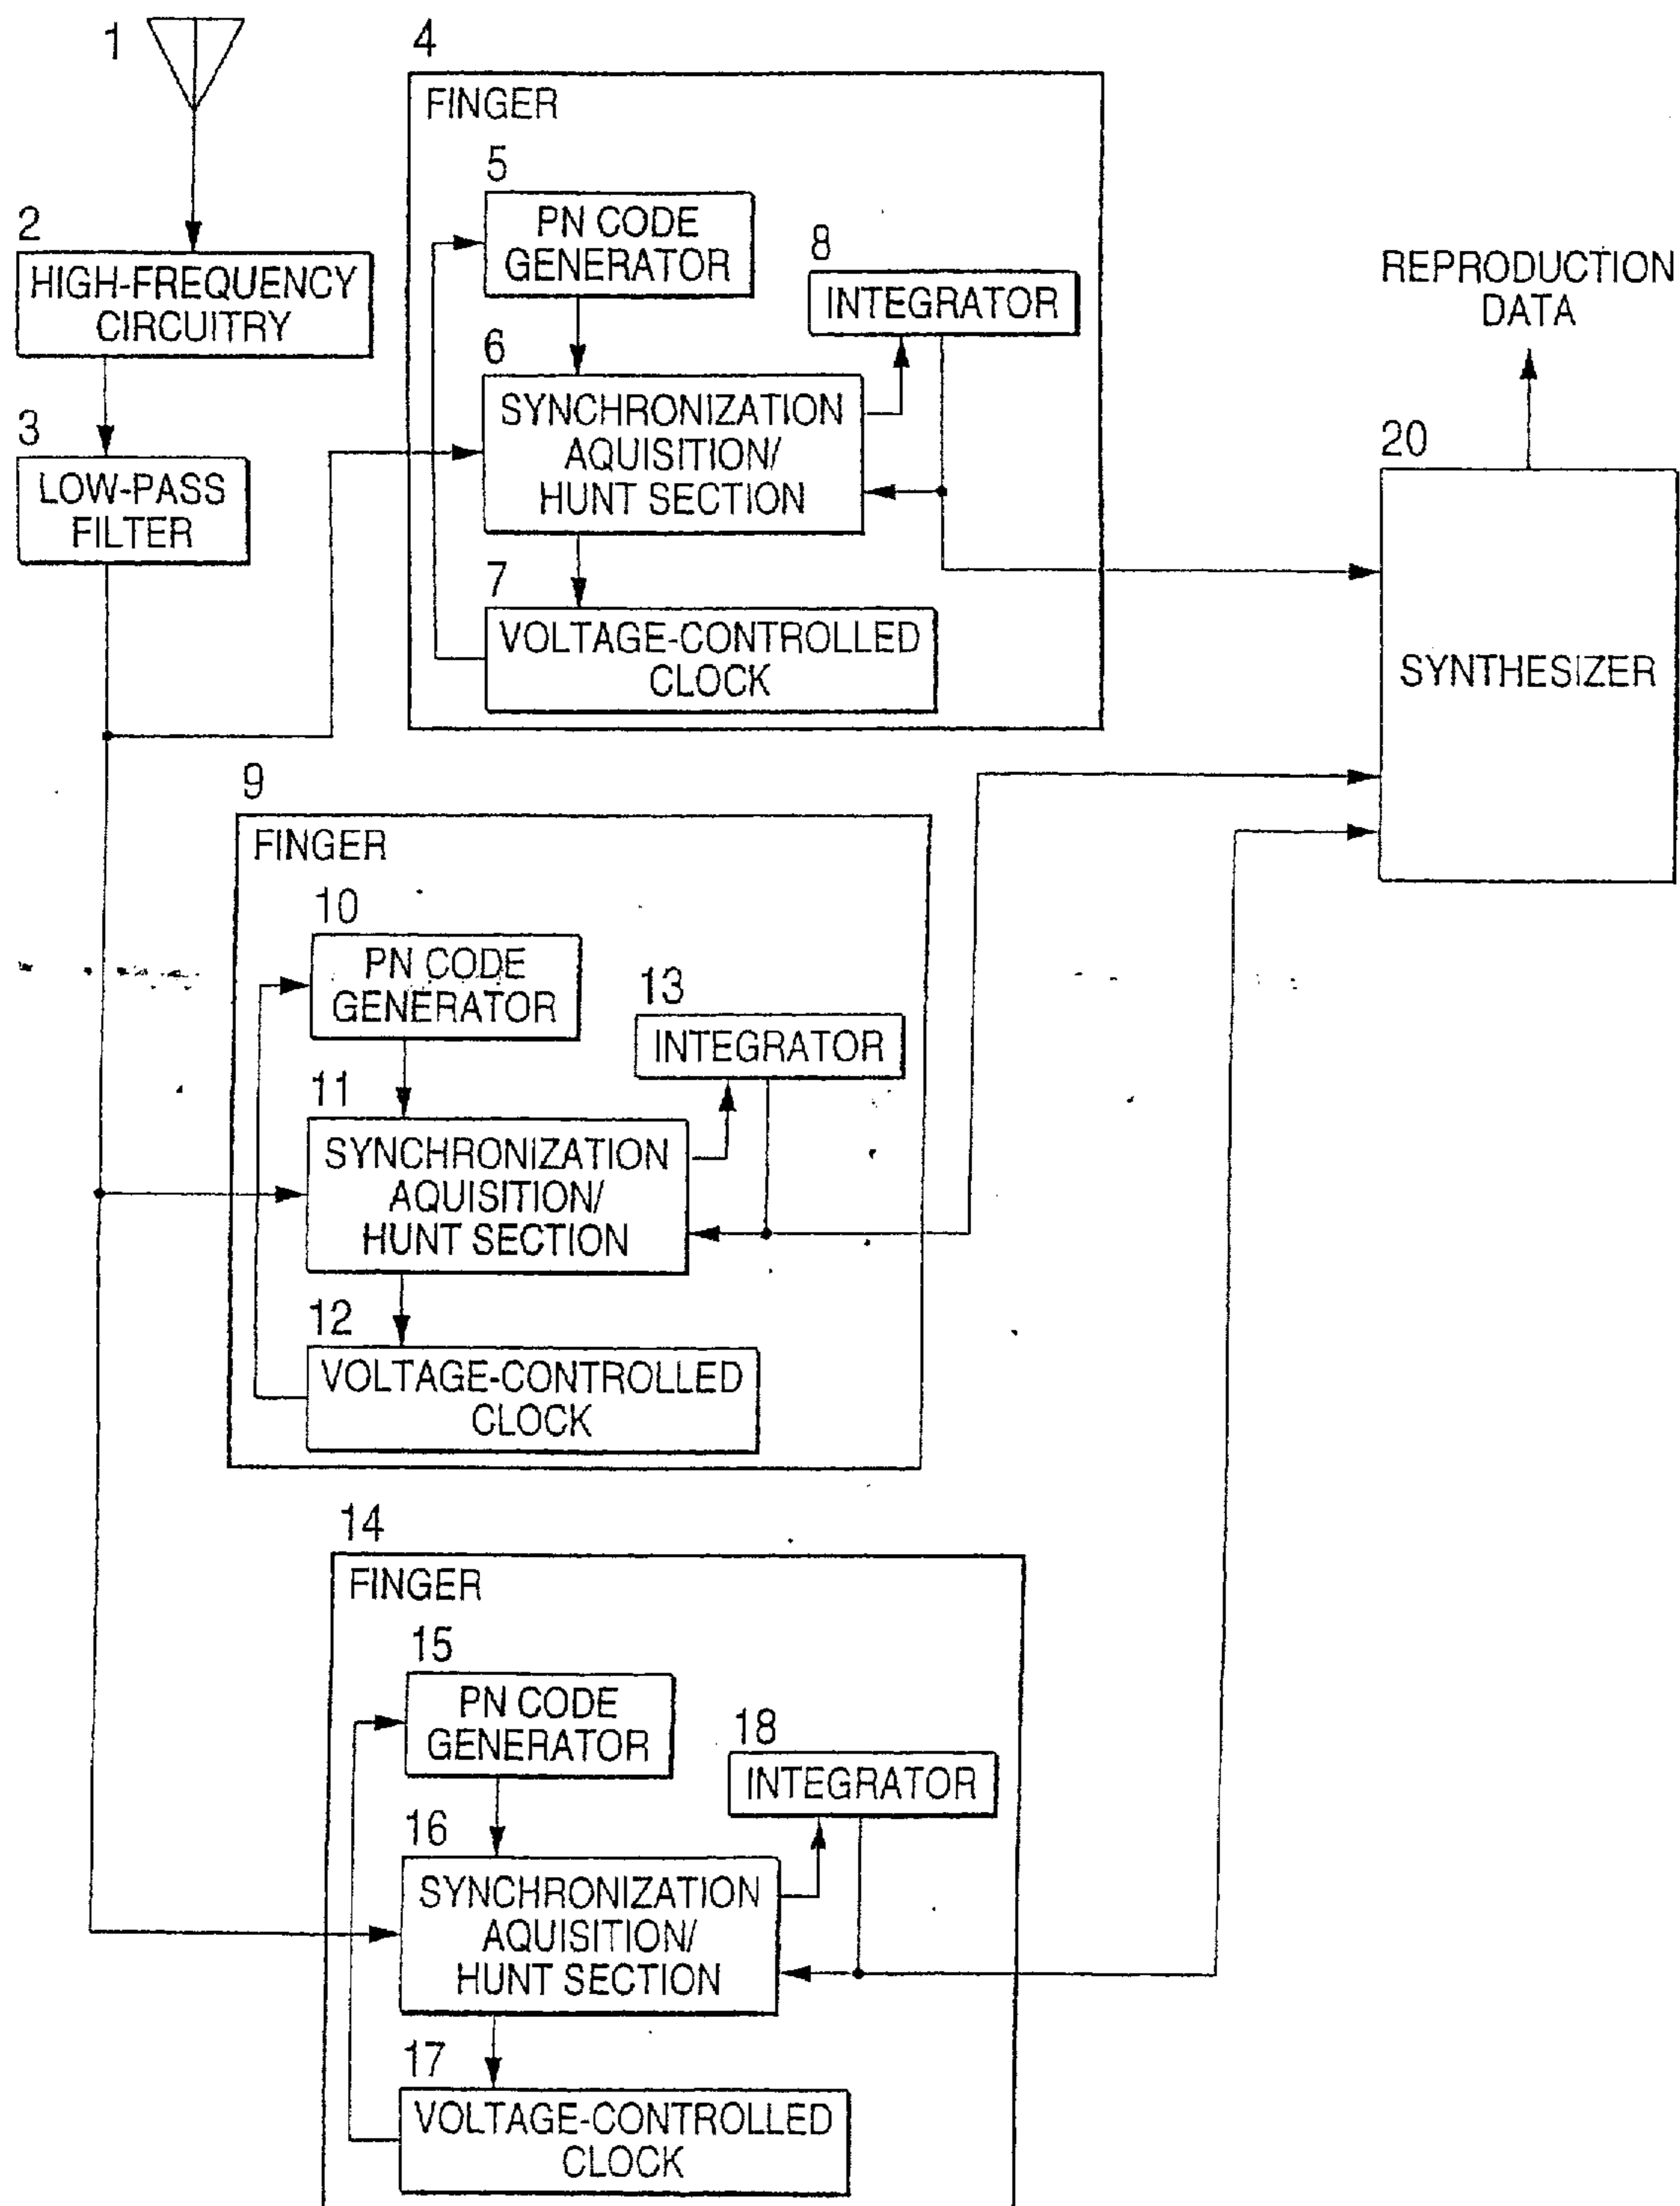 1
4
FINGER
5
PN CODE
GENERATOR
2
HIGH-FREQUENCY
CIRCUITRY
8
INTEGRATOR
REPRODUCTION
DATA
6
SYNCHRONIZATION
AQUISITION/
HUNT SECTION
3
LOW-PASS
FILTER
20
SYNTHESIZER
7
VOLTAGE-CONTROLLED
CLOCK
9
FINGER
10
PN CODE
GENERATOR
13
INTEGRATOR
11
SYNCHRONIZATION
AQUISITION/
HUNT SECTION
12
VOLTAGE-CONTROLLED
CLOCK
14
FINGER
15
PN CODE
GENERATOR
18
INTEGRATOR
16
SYNCHRONIZATION
AQUISITION/
HUNT SECTION
17
VOLTAGE-CONTROLLED
CLOCK